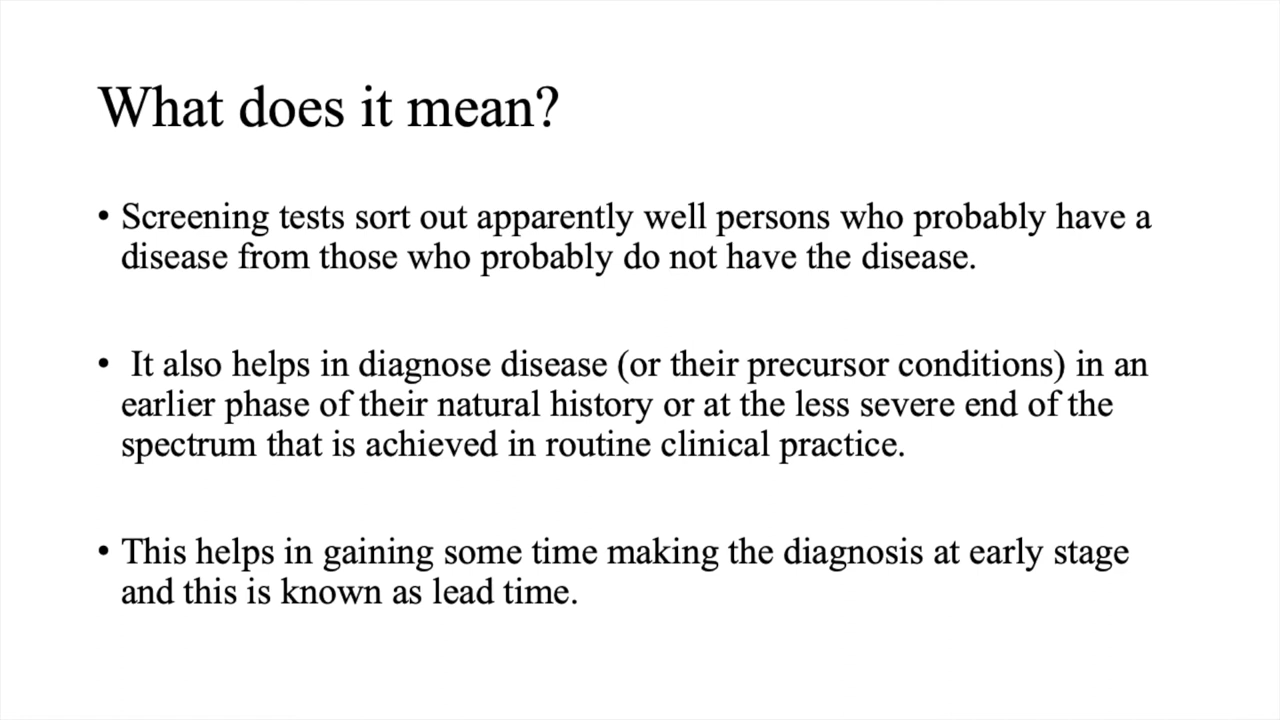 What does it mean?
• Screening tests sort out apparently well persons who probably have a
disease from those who probably do not have the disease.
• It also helps in diagnose disease (or their precursor conditions) in an
earlier phase of their natural history or at the less severe end of the
spectrum that is achieved in routine clinical practice.
• This helps in gaining some time making the diagnosis at early stage
and this is known as lead time.